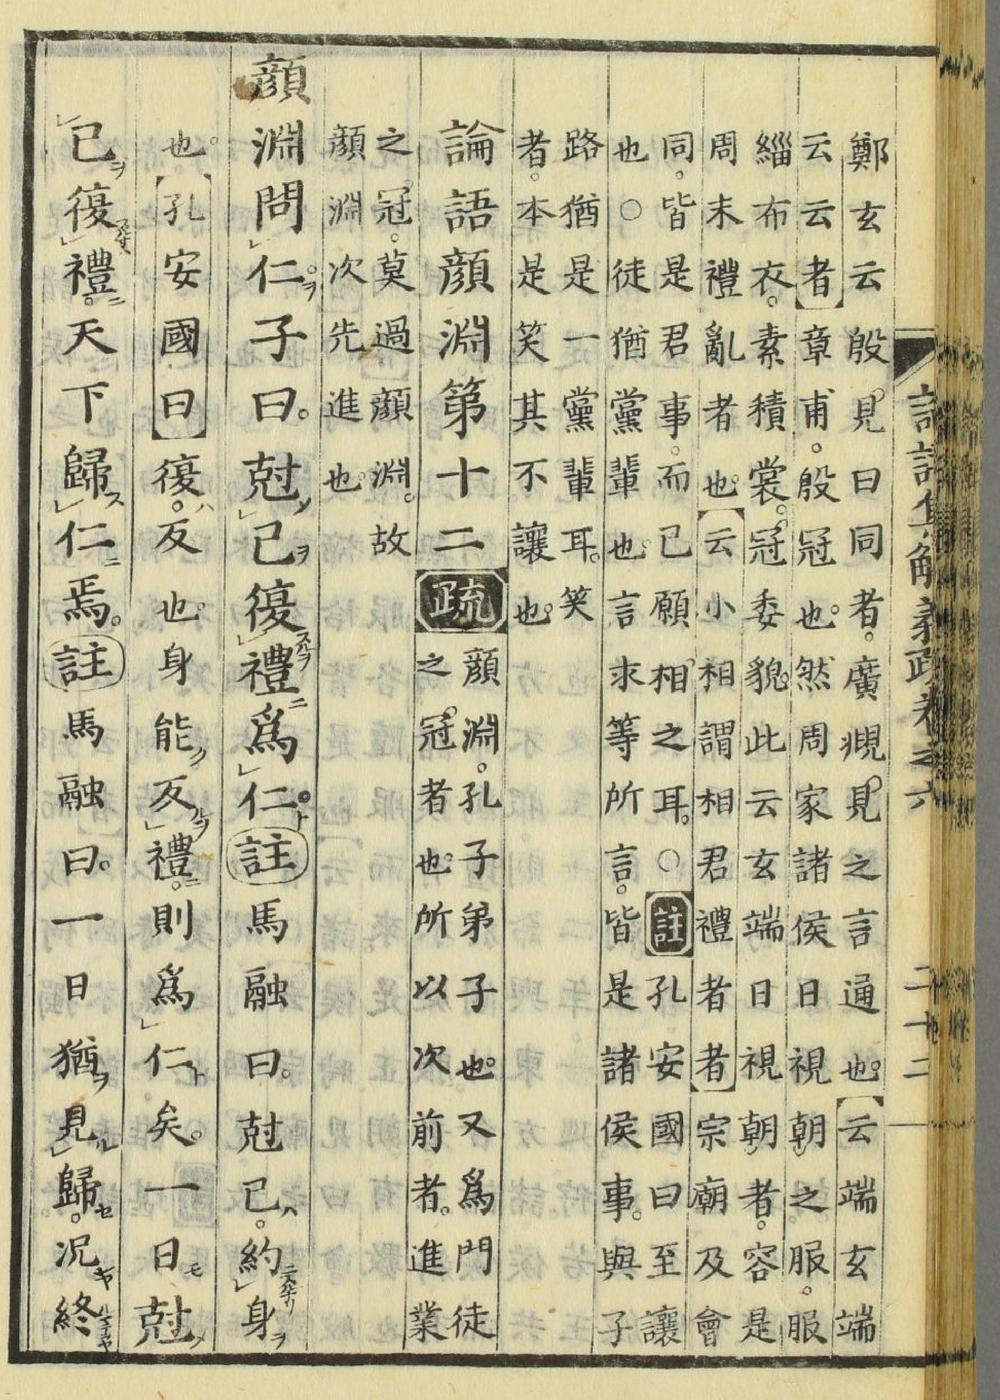 鄭玄云殷見曰同者。廣覜見之言通也。【云端玄端
云云者】章甫。殷冠也。然周家諸侯日視朝之服。服
緇布衣。素積裳。冠委貌。此云玄端日視朝者。容是
周末禮亂者也。【云小相謂相君禮者者】宗廟及會
同。皆是君事。而已願相之耳。○註孔安國曰至讓
也○徒猶黨輩也。言求等所言。皆是諸侯事。與子
路猶是一黨輩耳。笑
者。本是笑其不讓也。
論語顏淵第十二
疏
顏淵。孔子弟子也。又爲門徒
之冠者也。所以次前者。進業
之冠。莫過顏淵。故
顏淵次先進也。
顏淵問仁。子曰。尅己復禮爲仁。註馬融曰。尅己。約身
也。【孔安國曰】復。反也。身能反禮。則爲仁矣。一日尅
己復禮。天下歸仁焉。註馬融曰。一日猶見歸。况終